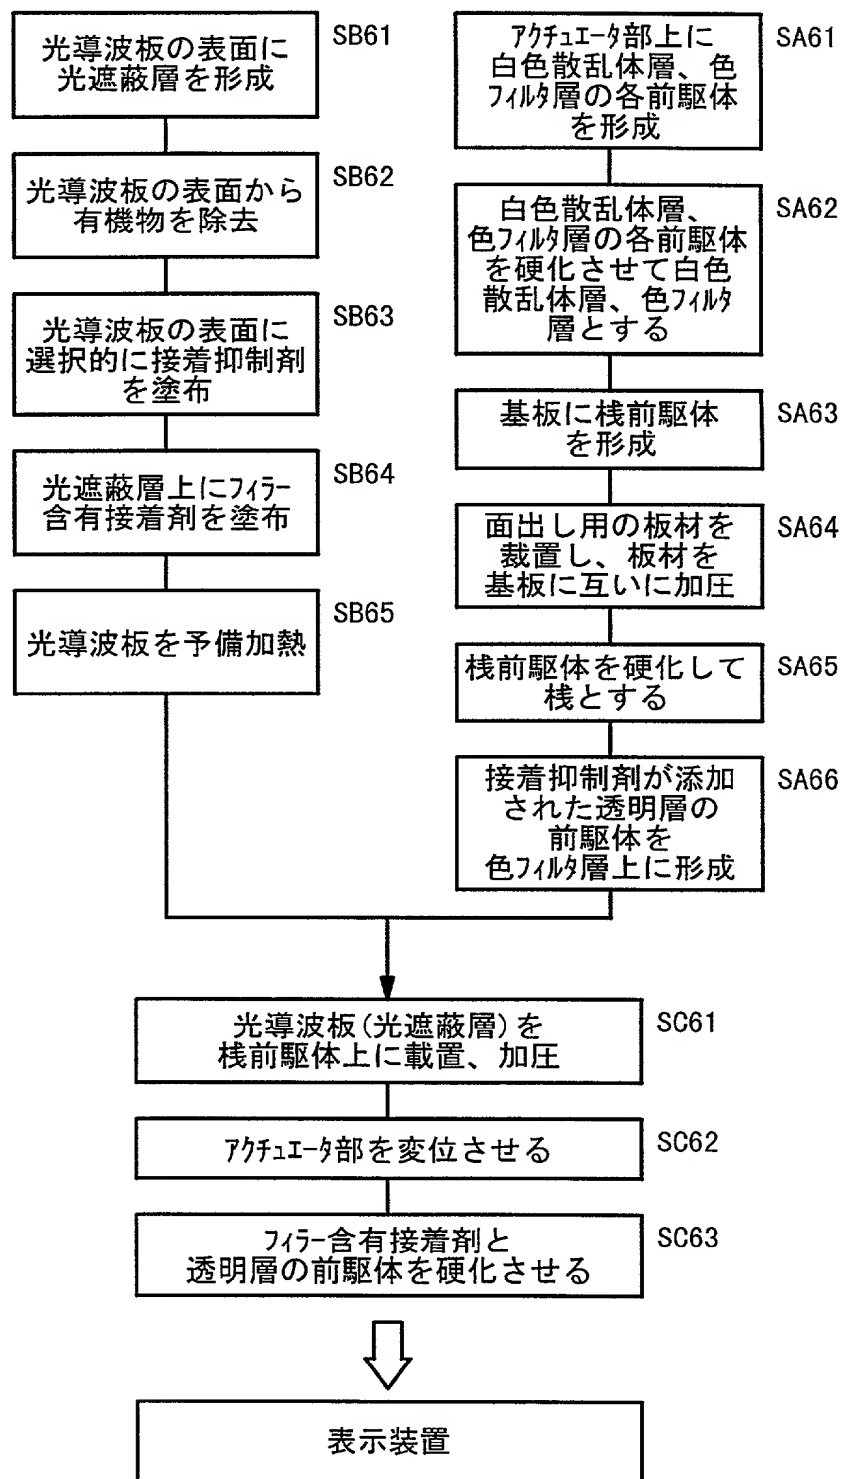 光導波板の表面に
光遮蔽層を形成
SB61
光導波板の表面から
有機物を除去
SB62
光導波板の表面に
選択的に接着抑制剤
を塗布
SB63
光遮蔽層上にﾌｨﾗｰ
含有接着剤を塗布
SB64
光導波板を予備加熱
SB65
ｱｸﾁｭｴｰﾀ部上に
白色散乱体層、色
ﾌｨﾙﾀ層の各前駆体
を形成
SA61
白色散乱体層、
色ﾌｨﾙﾀ層の各前駆体
を硬化させて白色
散乱体層、色ﾌｨﾙﾀ
層とする
SA62
基板に桟前駆体
を形成
SA63
面出し用の板材を
裁置し、板材を
基板に互いに加圧
SA64
桟前駆体を硬化して
桟とする
SA65
接着抑制剤が添加
された透明層の
前駆体を
色ﾌｨﾙﾀ層上に形成
SA66
光導波板(光遮蔽層)を
桟前駆体上に載置、加圧
SC61
ｱｸﾁｭｴｰﾀ部を変位させる
SC62
ﾌｨﾗｰ含有接着剤と
透明層の前駆体を硬化させる
SC63
表示装置